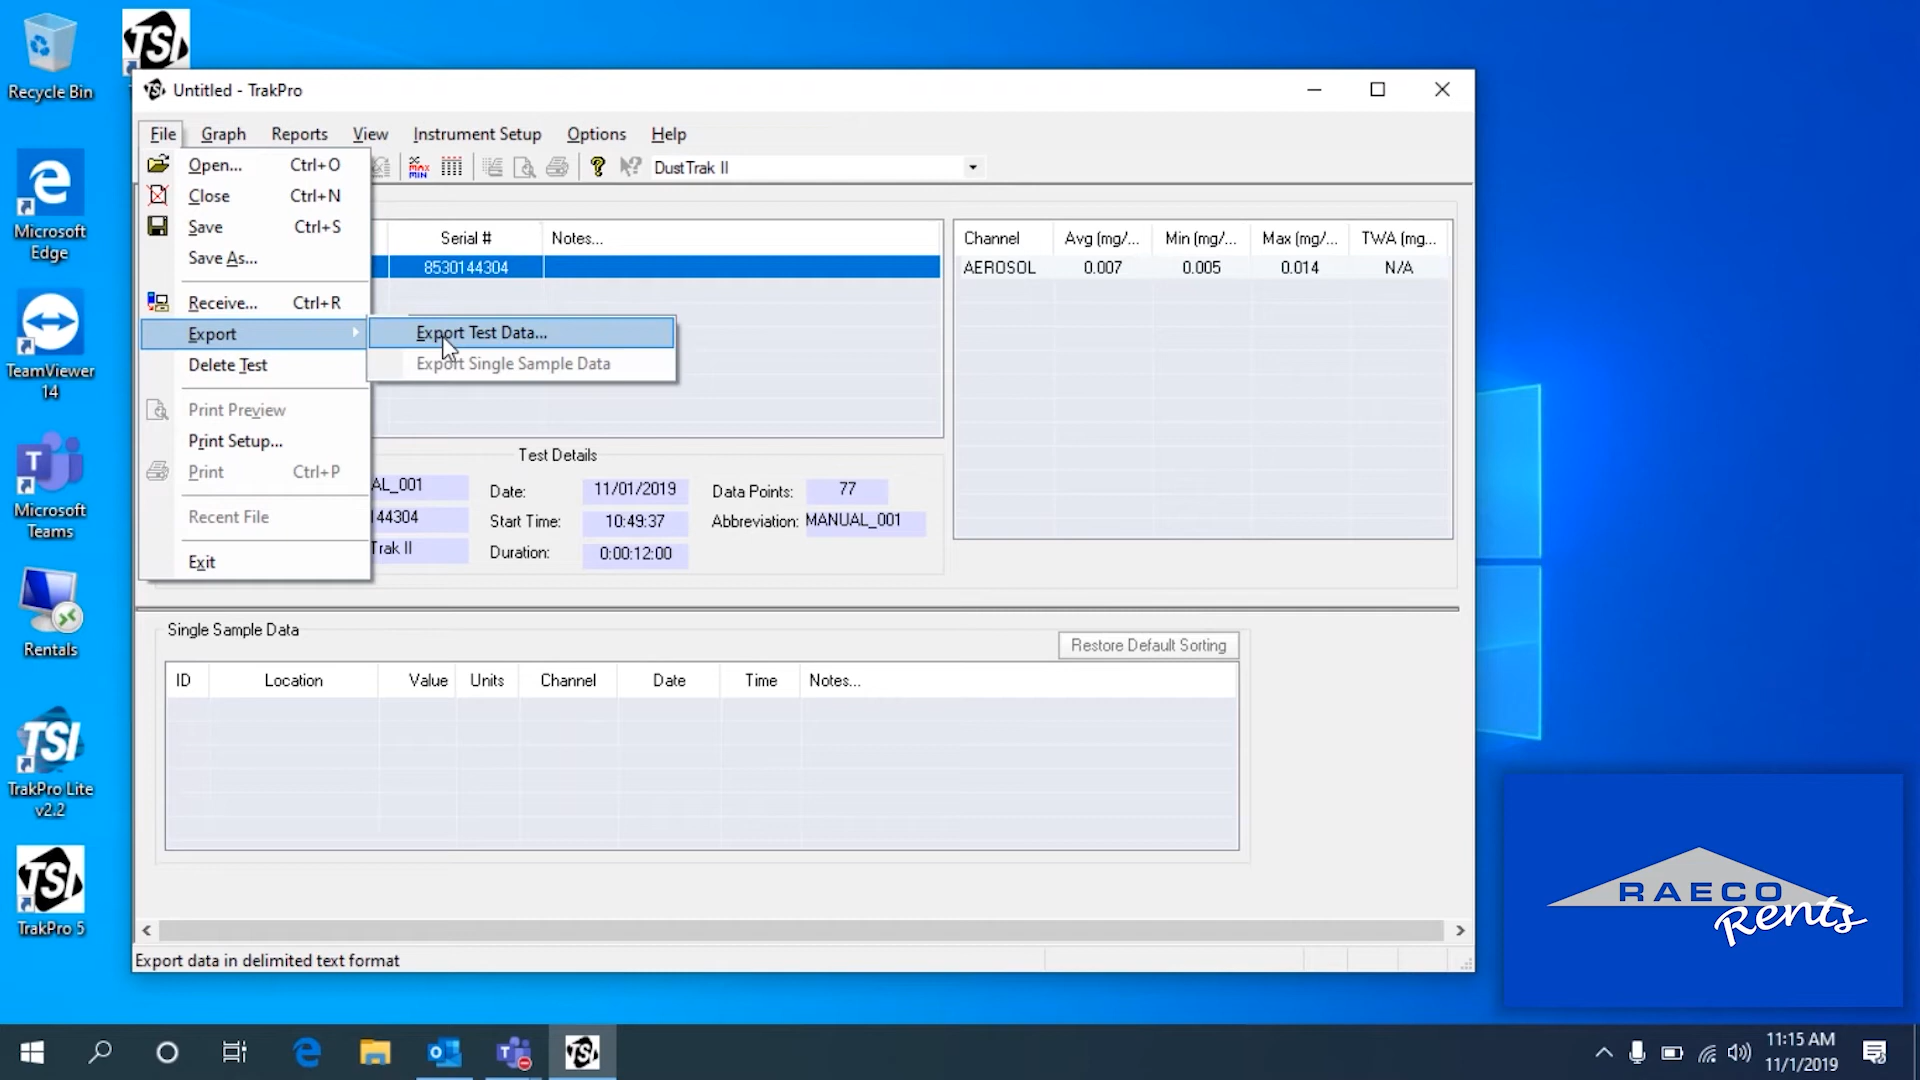 Recycle Bin
TSI
Microsoft
Edge
TeamViewer
14
Microsoft
Teams
Rentals
TSI
TrakPro Lite
v2.2
TSI
TrakPro 5
Untitled - TrakPro
File Graph Reports View Instrument Setup Options Help
DustTrak II
Open... Ctrl+O
Close Ctrl+N
Save Ctrl+S
Save As...
Receive... Ctrl+R
Export
Delete Test
Print Preview
Print Setup...
Print Ctrl+P
Recent File
Exit
Export Test Data...
Export Single Sample Data
Serial # Notes...
8530144304
Channel Avg (mg/... Min (mg/... Max (mg/... TWA (mg...
AEROSOL 0.007 0.005 0.014 N/A
Test Details
AL_001 Date: 11/01/2019 Data Points: 77
144304 Start Time: 10:49:37 Abbreviation: MANUAL_001
Trak II Duration: 0:00:12:00
Single Sample Data
Restore Default Sorting
ID Location Value Units Channel Date Time Notes...
Export data in delimited text format
RAECO
Rents
TSI
11:15 AM
11/1/2019